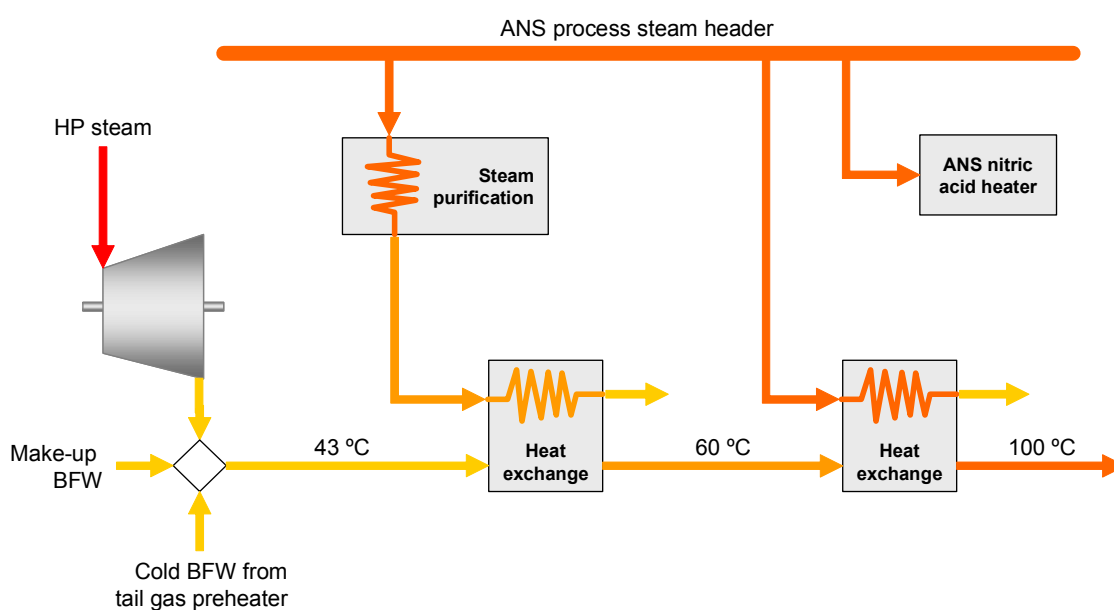 ANS process steam header
HP steam
Steam
purification
ANS nitric
acid heater
Make-up
BFW
43 ºC
Heat
exchange
60 ºC
Heat
exchange
100 ºC
Cold BFW from
tail gas preheater